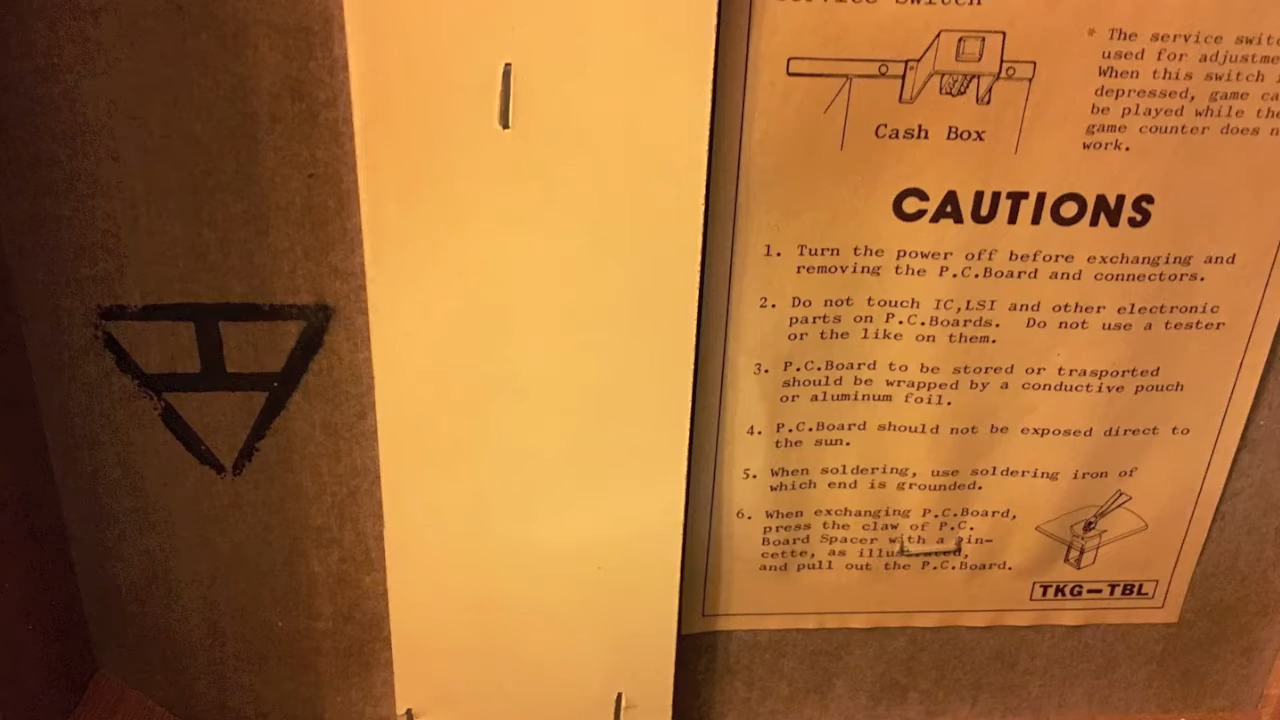 Service Switch
Cash Box
* The service
used for
When this switch
depressed, game
be played while
game counter does
work.
CAUTIONS
1. Turn the power off before exchanging and
removing the P.C.Board and connectors.
2. Do not touch IC,LSI and other electronic
parts on P.C.Boards. Do not use a tester
or the like on them.
3. P.C.Board to be stored or trasported
should be wrapped by a conductive pouch
or aluminum foil.
4. P.C.Board should not be exposed direct to
the sun.
5. When soldering, use soldering iron of
which end is grounded.
6. When exchanging P.C.Board,
press the claw of P.C.
Board Spacer with a pin-
cette, as illustrated,
and pull out the P.C.Board.
TKG-TBL